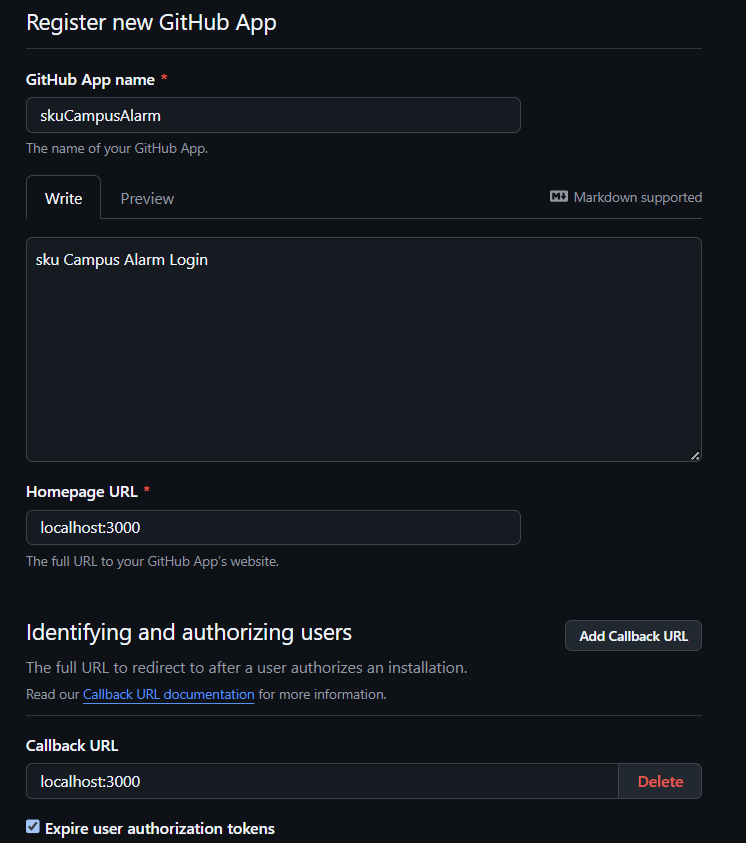 Register new GitHub App
GitHub App name *
skuCampusAlarm
The name of your GitHub App.
Write Preview Markdown supported
sku Campus Alarm Login
Homepage URL *
localhost:3000
The full URL to your GitHub App's website.
Identifying and authorizing users Add Callback URL
The full URL to redirect to after a user authorizes an installation.
Read our Callback URL documentation for more information.
Callback URL
localhost:3000 Delete
Expire user authorization tokens